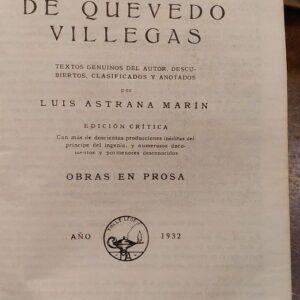 DE QUEVEDO
VILLEGAS
TEXTOS GENUINOS DEL AUTOR, DESCU-
BIERTOS, CLASIFICADOS Y ANOTADOS
por
LUIS ASTRANA MARÍN
EDICIÓN CRÍTICA
Con más de doscientas producciones inéditas del
príncipe del ingenio, y numerosos docu-
mentos y pormenores desconocidos
OBRAS EN PROSA
AÑO
1932